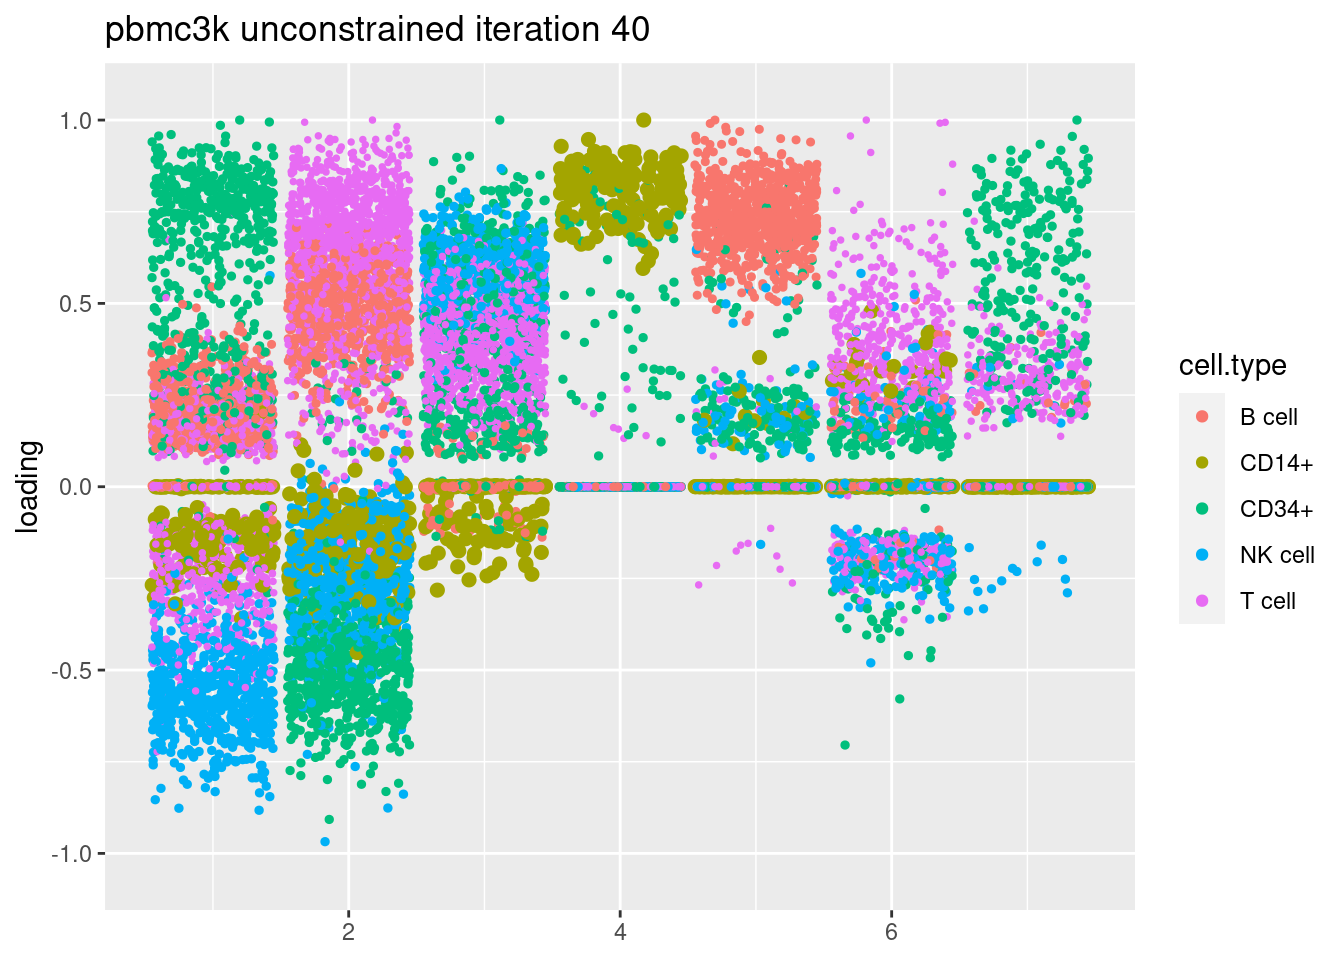 pbmc3k unconstrained iteration 40
1.0
0.5
0.0
-0.5
-1.0
loading
2
4
6
cell.type
B cell
CD14+
CD34+
NK cell
T cell